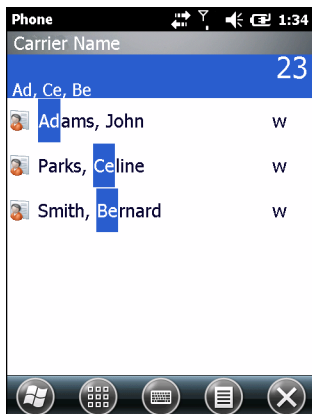 Phone 1:34
Carrier Name
23
Ad, Ce, Be
Adams, John w
Parks, Celine w
Smith, Bernard w